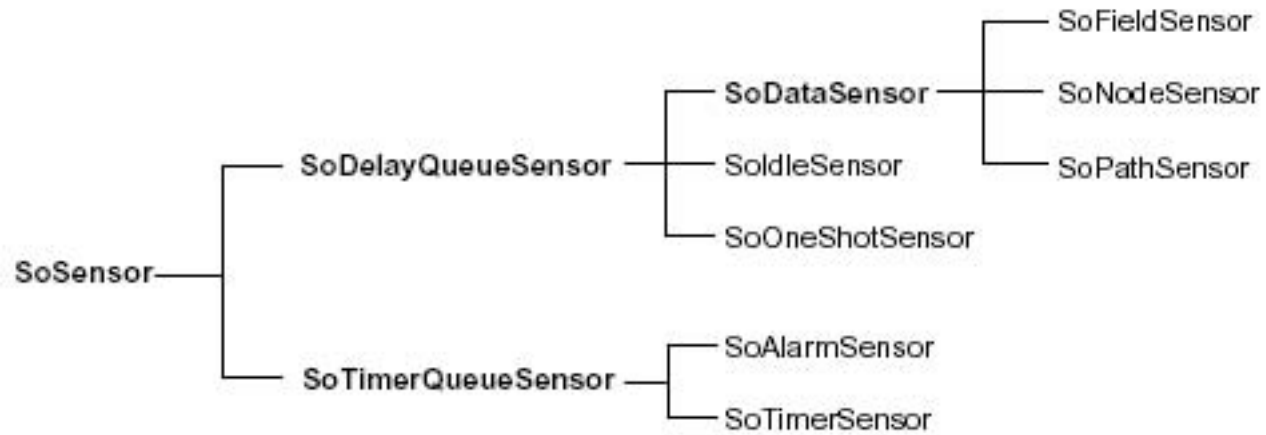 SoFieldSensor
SoDataSensor
SoNodeSensor
SoDelayQueueSensor
SoIdleSensor
SoPathSensor
SoOneShotSensor
SoSensor
SoAlarmSensor
SoTimerQueueSensor
SoTimerSensor